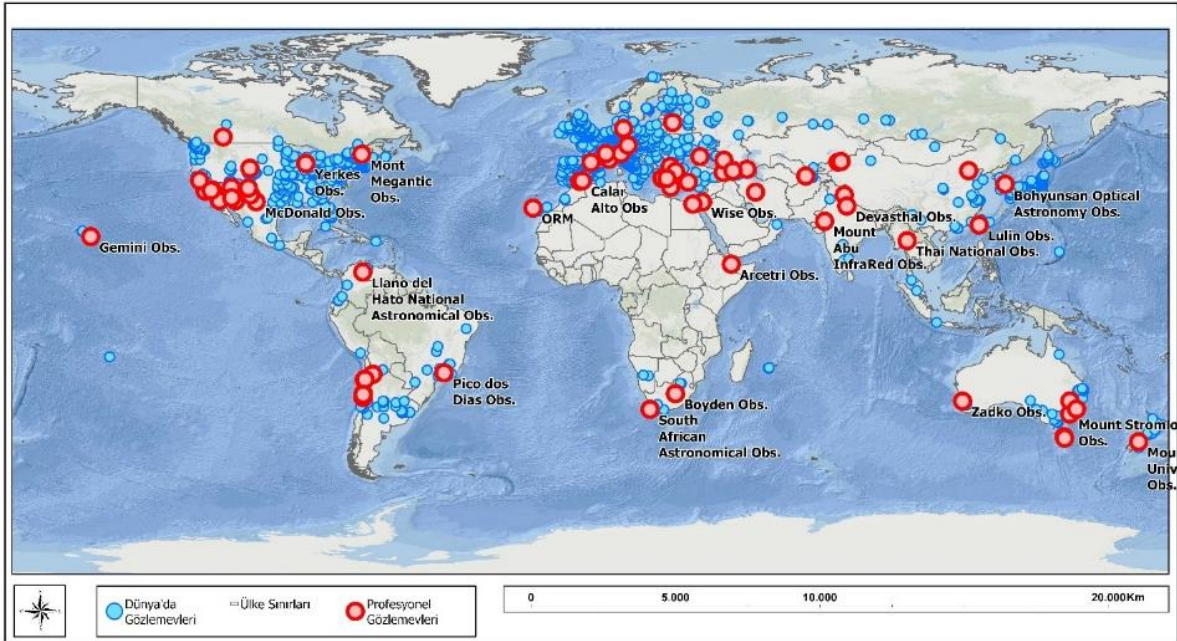 Yerkes
Obs.
Mont
Megantic
Obs.
McDonald Obs.
Gemini Obs.
ORM
Calar
Alto Obs
Wise Obs.
Bohyunsan Optical
Astronomy Obs.
Devasthal Obs.
Lulin Obs.
Mount
Abu
InfraRed Obs.
Thai National Obs.
Arcetri Obs.
Llano del
Hato National
Astronomical Obs.
Pico dos
Dias Obs.
Boyden Obs.
South
African
Astronomical Obs.
Zadko Obs.
Mount Stromlo
Obs.
Mou
Univ
Obs.
Dünya'da
Gözlemevleri
Ülke Sınırları
Profesyonel
Gözlemevleri
0 5.000 10.000 20.000Km